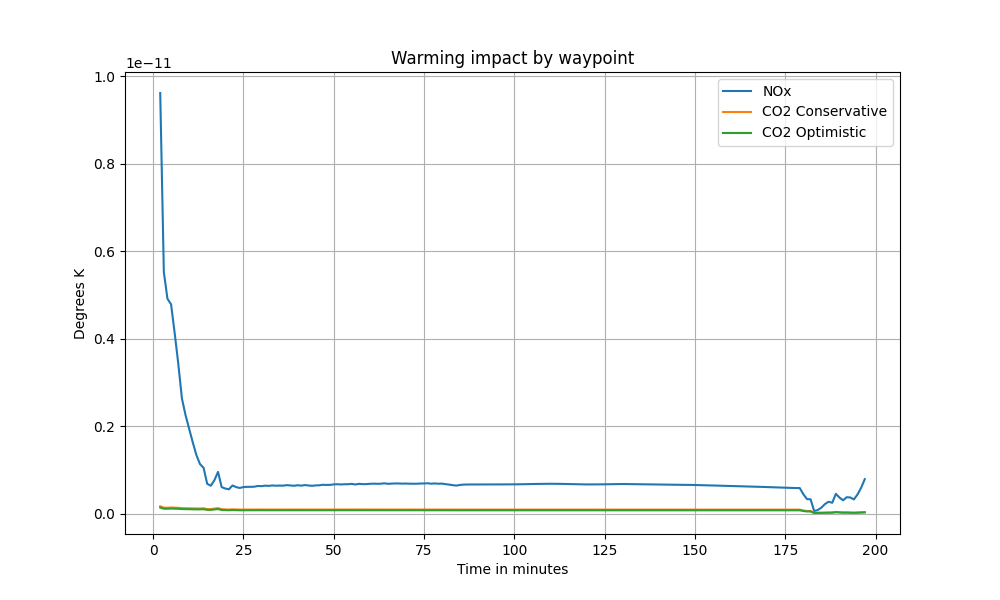 Warming impact by waypoint
1e−11
1.0
0.8
0.6
0.4
0.2
0.0
Degrees K
NOx
CO2 Conservative
CO2 Optimistic
0 25 50 75 100 125 150 175 200
Time in minutes